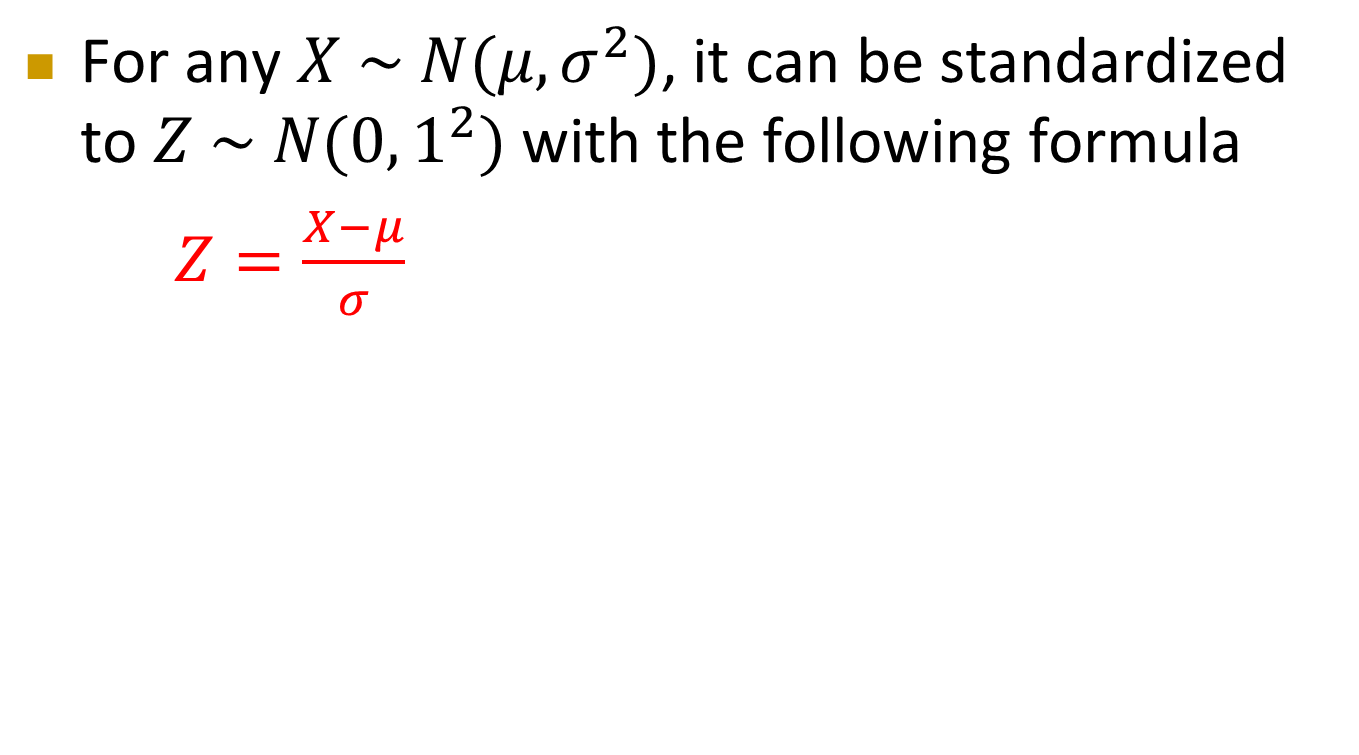 ■ For any 𝑋 ~ 𝑁(𝜇, 𝜎²), it can be standardized
to 𝑍 ~ 𝑁(0, 1²) with the following formula
𝑍 = (𝑋−𝜇)/𝜎